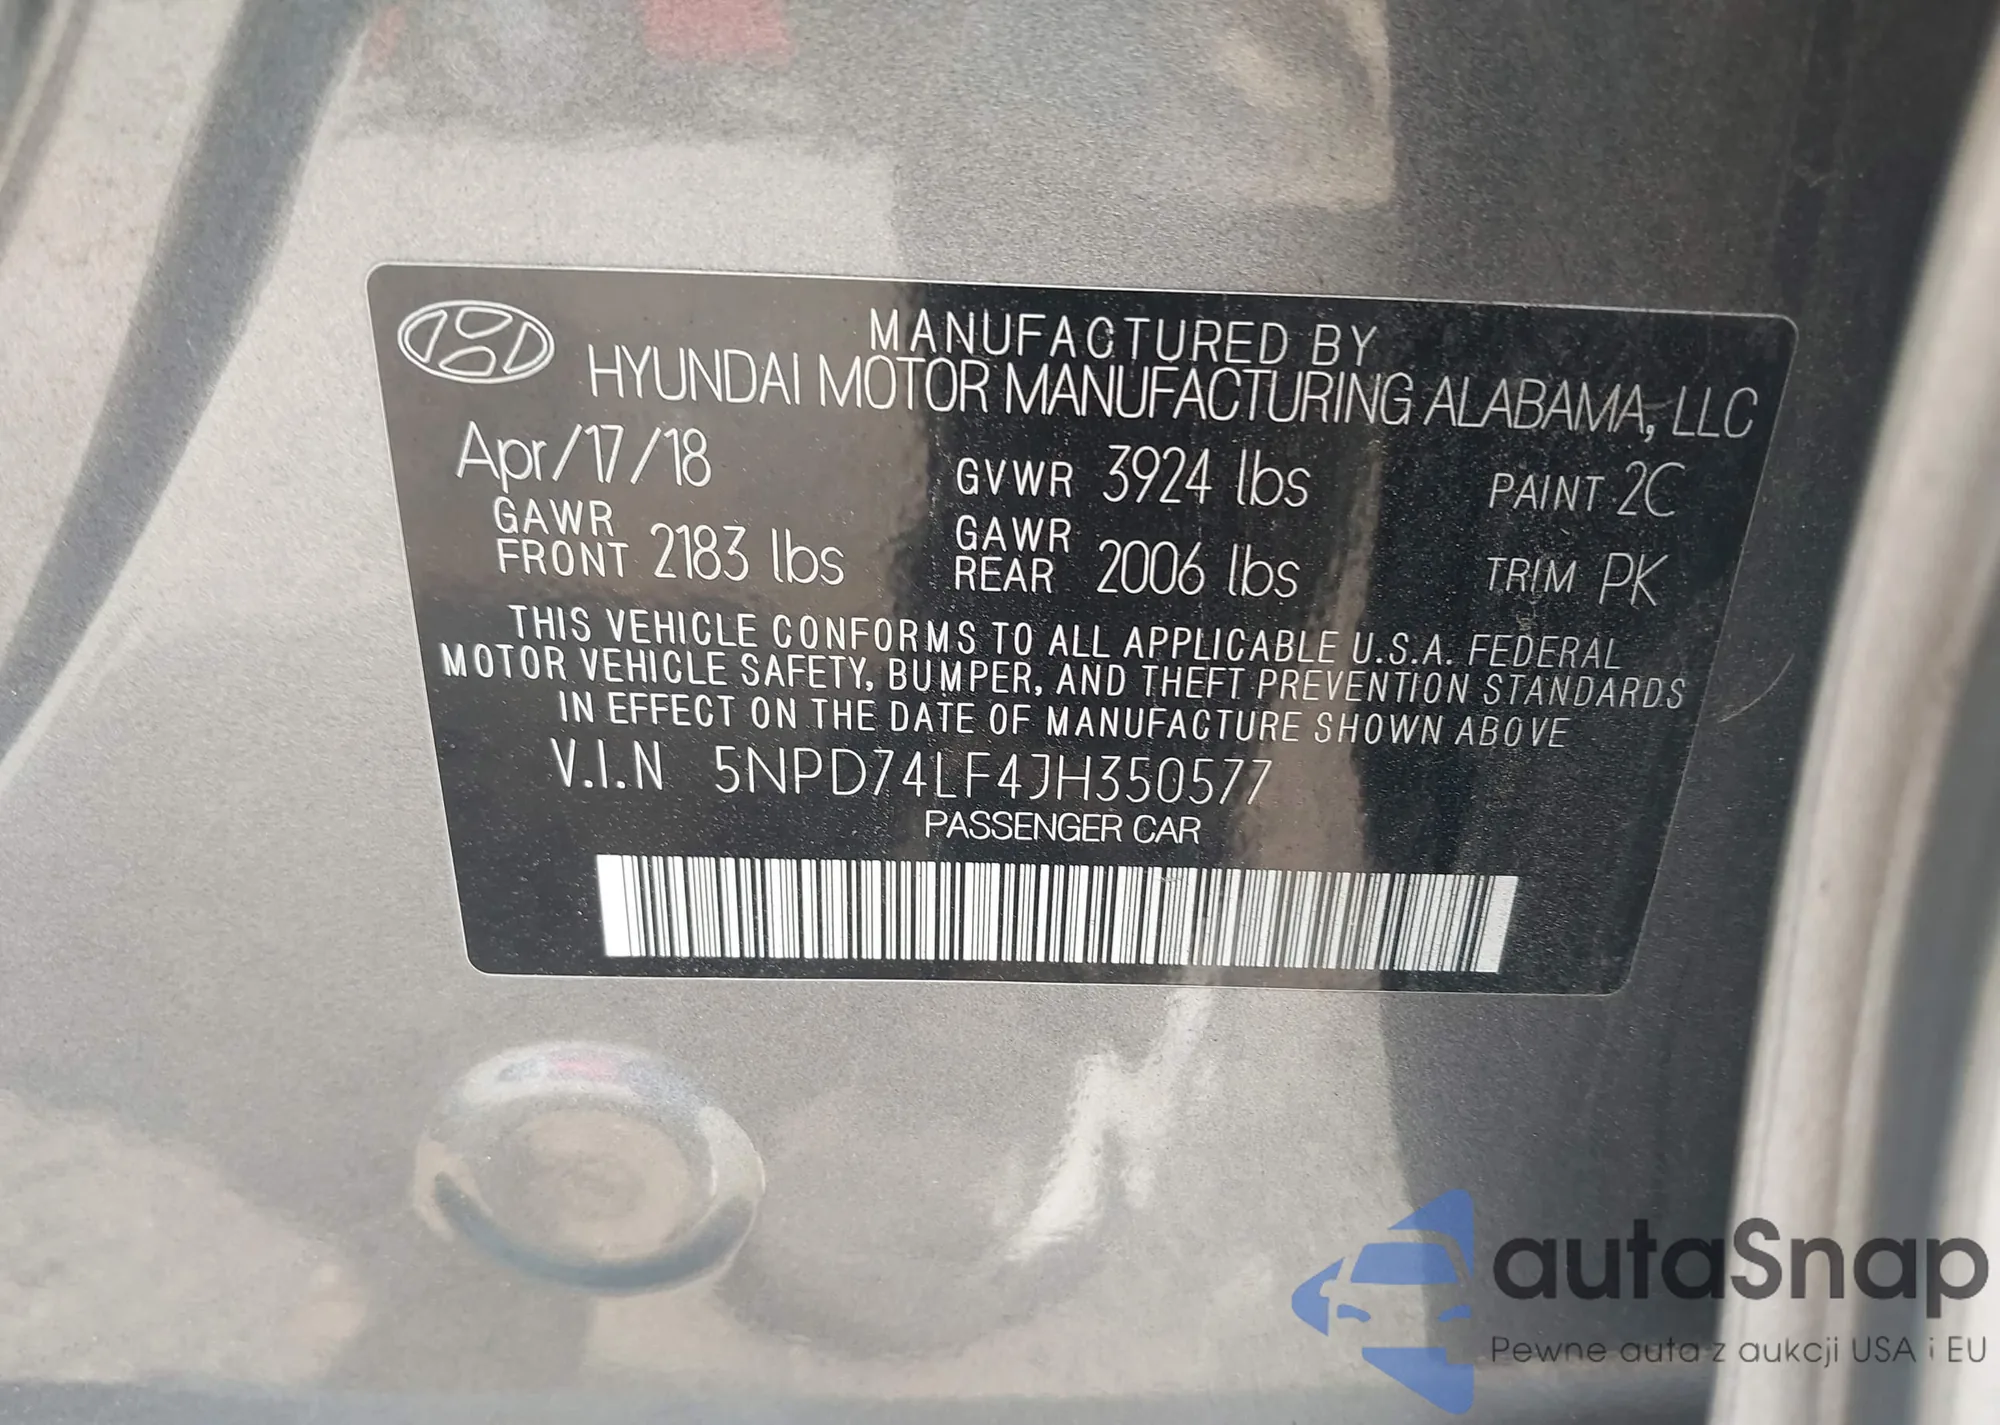 MANUFACTURED BY
HYUNDAI MOTOR MANUFACTURING ALABAMA, LLC
Apr/17/18 GVWR 3924 lbs PAINT 2C
GAWR FRONT 2183 lbs GAWR REAR 2006 lbs TRIM PK
THIS VEHICLE CONFORMS TO ALL APPLICABLE U.S.A. FEDERAL
MOTOR VEHICLE SAFETY, BUMPER, AND THEFT PREVENTION STANDARDS
IN EFFECT ON THE DATE OF MANUFACTURE SHOWN ABOVE
V.I.N 5NPD74LF4JH350577
PASSENGER CAR
autaSnap
Pewne auta z aukcji USA i EU